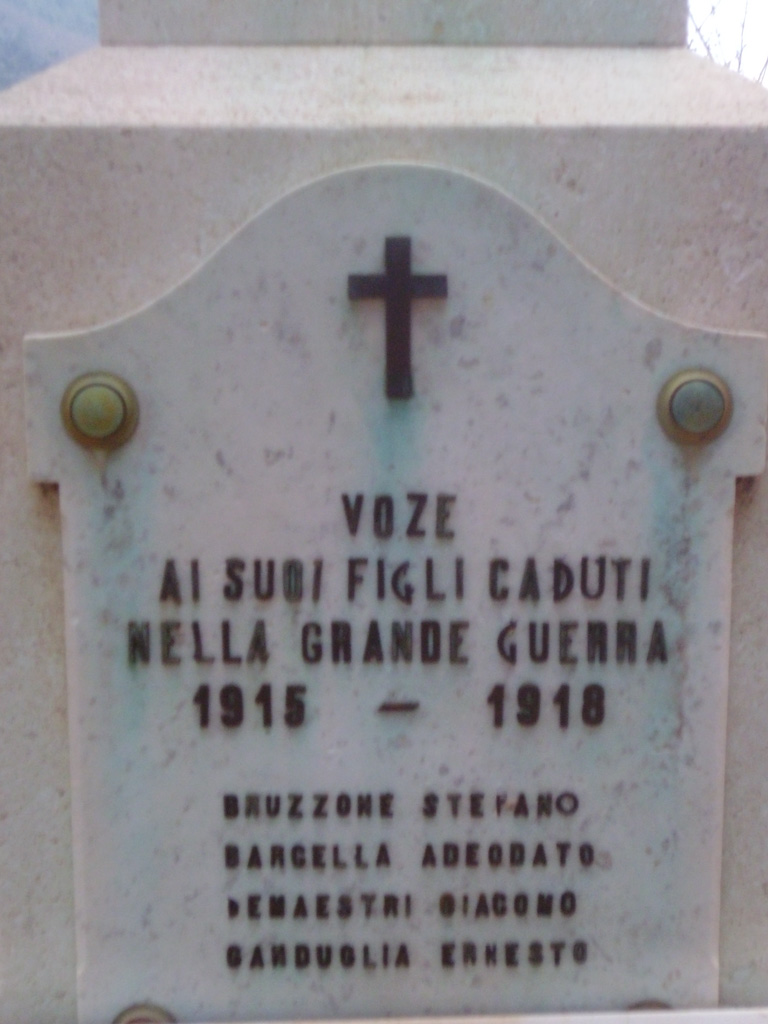 VOZE
AI SUOI FIGLI CADUTI
NELLA GRANDE GUERRA
1915 — 1918
BRUZZONE STEFANO
BARCELLA ADEODATO
DEMAESTRI GIACOMO
GANDUGLIA ERNESTO